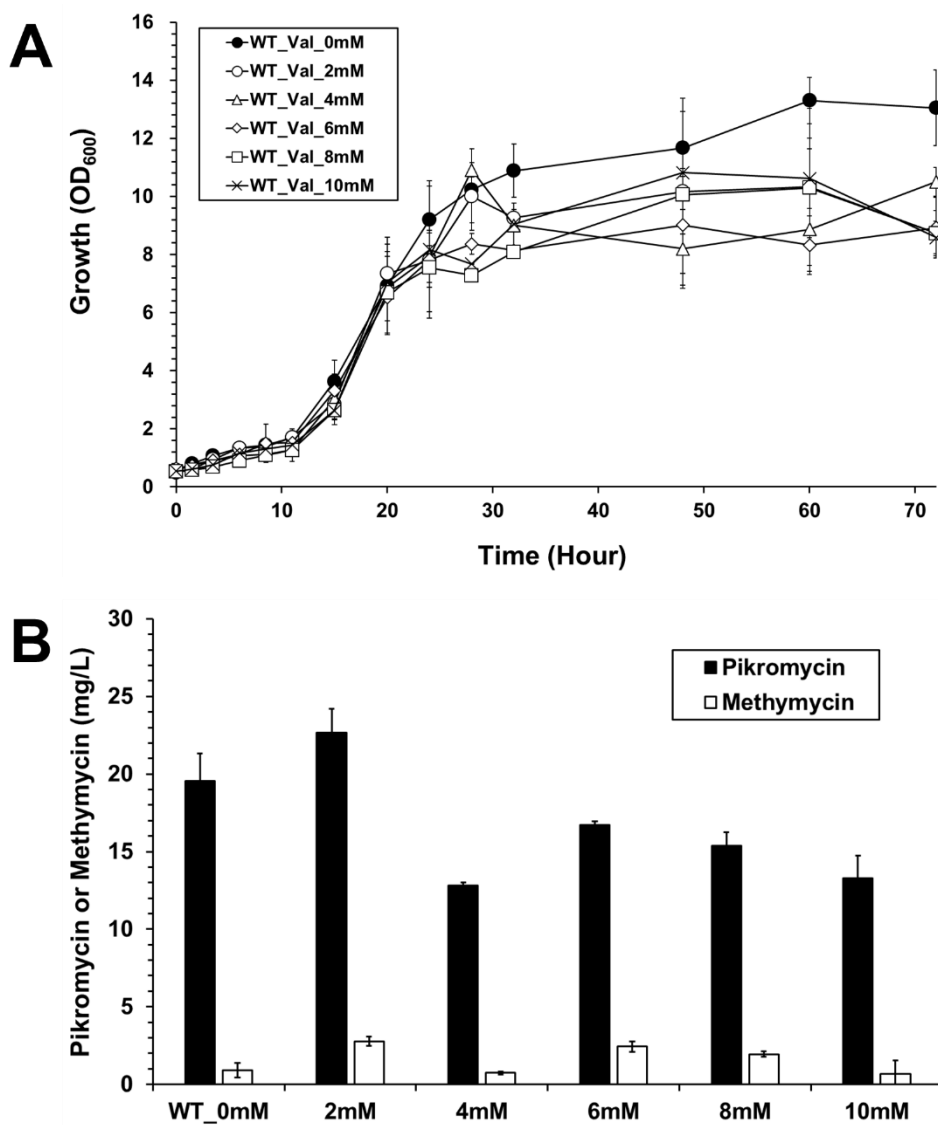 A
Growth (OD600)
16
14
12
10
8
6
4
2
0
WT_Val_0mM
WT_Val_2mM
WT_Val_4mM
WT_Val_6mM
WT_Val_8mM
WT_Val_10mM
0 10 20 30 40 50 60 70
Time (Hour)
B
Pikromycin or Methymycin (mg/L)
30
25
20
15
10
5
0
Pikromycin
Methymycin
WT_0mM 2mM 4mM 6mM 8mM 10mM